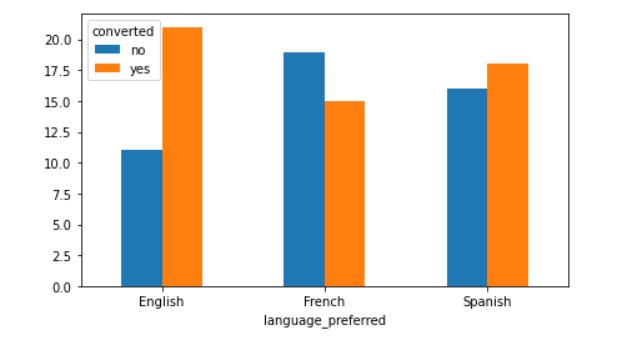 converted
no
yes
20.0
17.5
15.0
12.5
10.0
7.5
5.0
2.5
0.0
English French Spanish
language_preferred